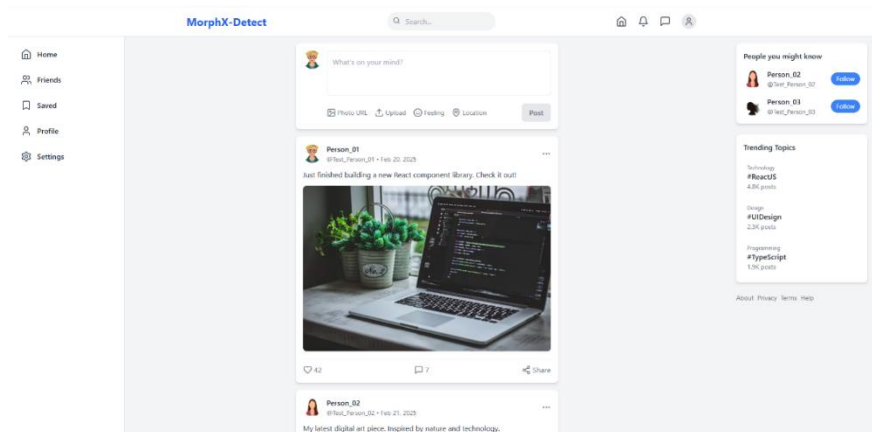 MorphX-Detect
Search...
Home
Friends
Saved
Profile
Settings
What's on your mind?
Photo URL Upload Feeling Location Post
Person_01
@Test_Person_01 • Feb 20, 2025
Just finished building a new React component library. Check it out!
42 7 Share
Person_02
@Test_Person_02 • Feb 21, 2025
My latest digital art piece. Inspired by nature and technology.
People you might know
Person_02
@Test_Person_02
Follow
Person_03
@Test_Person_03
Follow
Trending Topics
Technology
#ReactJS
4.8K posts
Design
#UIDesign
2.3K posts
Programming
#TypeScript
1.9K posts
About Privacy Terms Help